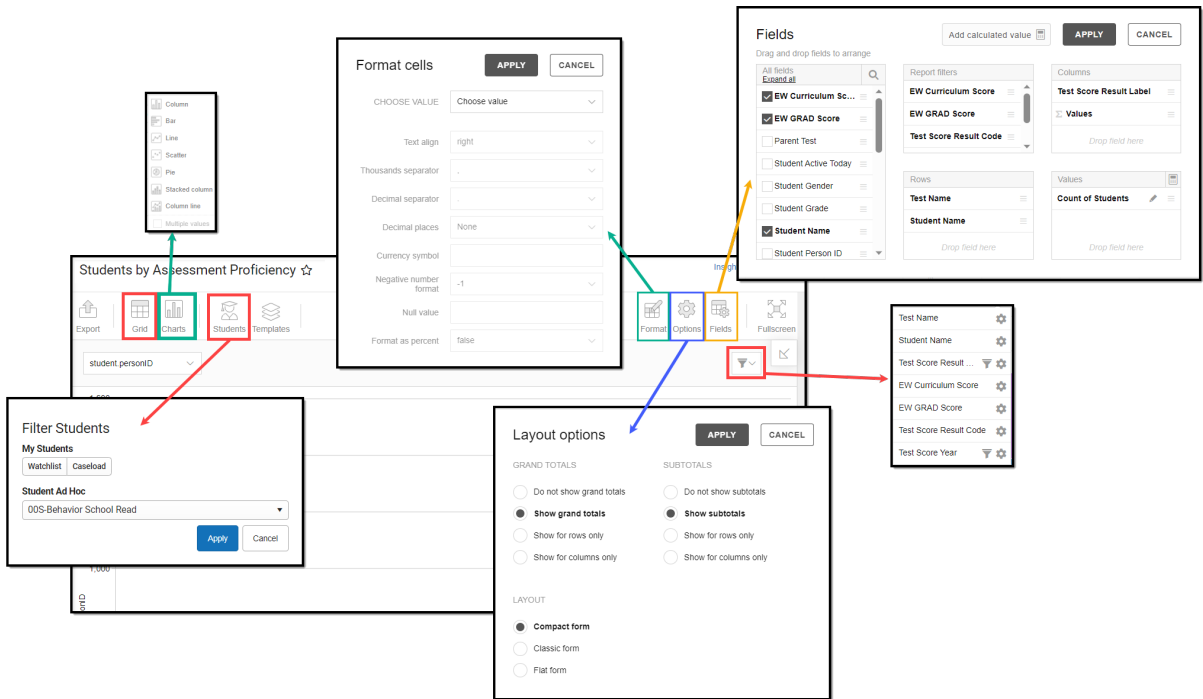 Column
Bar
Line
Scatter
Pie
Stacked column
Column line
Multiple values
Format cells
APPLY
CANCEL
CHOOSE VALUE
Choose value
Text align
right
Thousands separator
,
Decimal separator
.
Decimal places
None
Currency symbol
Negative number format
-1
Null value
Format as percent
false
Fields
Add calculated value
APPLY
CANCEL
Drag and drop fields to arrange
All fields
Expand all
EW Curriculum Sc...
EW GRAD Score
Parent Test
Student Active Today
Student Gender
Student Grade
Student Name
Student Person ID
Report filters
EW Curriculum Score
EW GRAD Score
Test Score Result Code
Columns
Test Score Result Label
Σ Values
Drop field here
Rows
Test Name
Student Name
Drop field here
Values
Count of Students
Drop field here
Students by Assessment Proficiency
Insigh
Export
Grid
Charts
Students
Templates
Format
Options
Fields
Fullscreen
student.personID
1,000
Filter Students
My Students
Watchlist
Caseload
Student Ad Hoc
00S-Behavior School Read
Apply
Cancel
Layout options
APPLY
CANCEL
GRAND TOTALS
Do not show grand totals
Show grand totals
Show for rows only
Show for columns only
SUBTOTALS
Do not show subtotals
Show subtotals
Show for rows only
Show for columns only
LAYOUT
Compact form
Classic form
Flat form
Test Name
Student Name
Test Score Result ...
EW Curriculum Score
EW GRAD Score
Test Score Result Code
Test Score Year